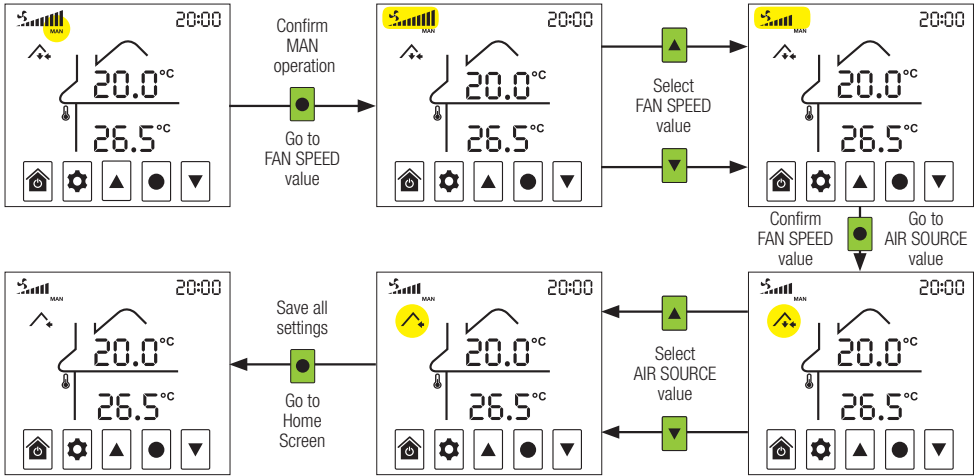 20:00
MAN
20.0°C
26.5°C
Confirm
MAN
operation
Go to
FAN SPEED
value
20:00
MAN
20.0°C
26.5°C
Select
FAN SPEED
value
20:00
MAN
20.0°C
26.5°C
Confirm
FAN SPEED
value
Go to
AIR SOURCE
value
20:00
MAN
20.0°C
26.5°C
Select
AIR SOURCE
value
20:00
MAN
20.0°C
26.5°C
Save all
settings
Go to
Home
Screen
20:00
MAN
20.0°C
26.5°C